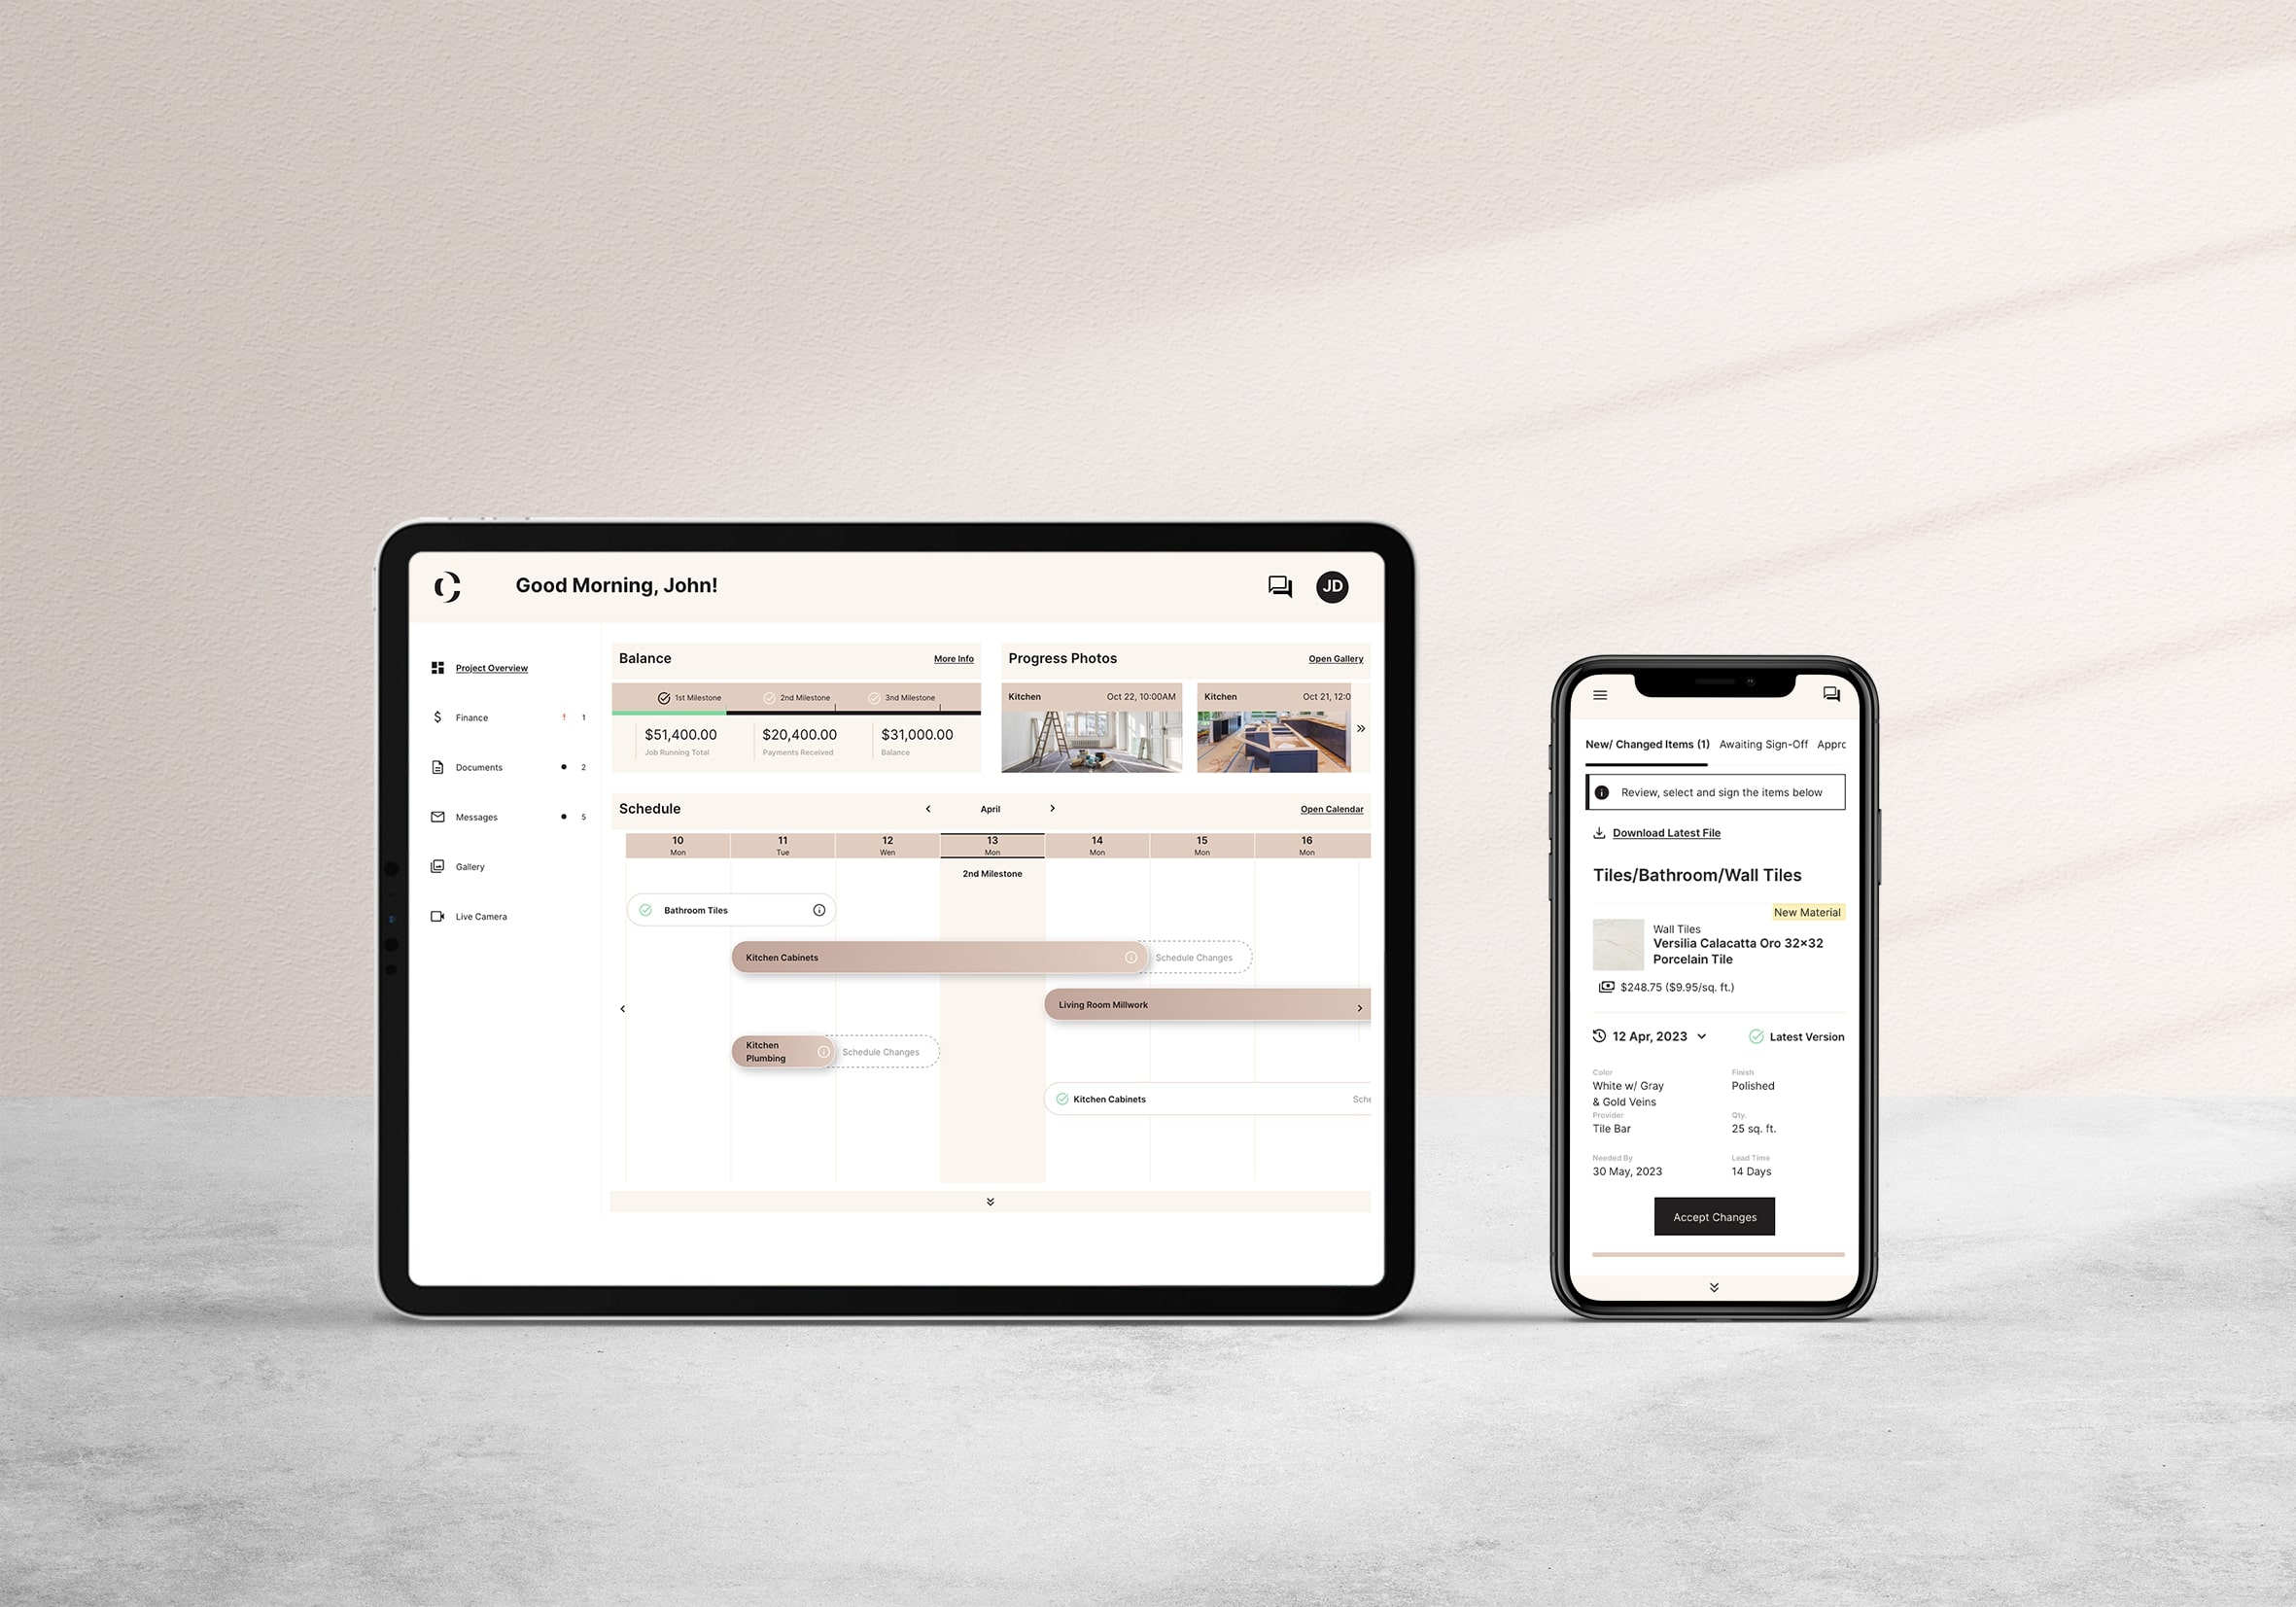 Good Morning, John!
JD
Project Overview
Finance ! 1
Documents 2
Messages 5
Gallery
Live Camera
Balance
More Info
1st Milestone
2nd Milestone
3nd Milestone
$51,400.00
Job Running Total
$20,400.00
Payments Received
$31,000.00
Balance
Progress Photos
Open Gallery
Kitchen
Oct 22, 10:00AM
Kitchen
Oct 21, 12:0
Schedule
April
Open Calendar
10
Mon
11
Tue
12
Wen
13
Mon
14
Mon
15
Mon
16
Mon
2nd Milestone
Bathroom Tiles
Kitchen Cabinets
Schedule Changes
Living Room Millwork
Kitchen
Plumbing
Schedule Changes
Kitchen Cabinets
Sche
New/ Changed Items (1)
Awaiting Sign-Off
Appro
Review, select and sign the items below
Download Latest File
Tiles/Bathroom/Wall Tiles
New Material
Wall Tiles
Versilia Calacatta Oro 32×32
Porcelain Tile
$248.75 ($9.95/sq. ft.)
12 Apr, 2023
Latest Version
Color
White w/ Gray
& Gold Veins
Finish
Polished
Provider
Tile Bar
Qty.
25 sq. ft.
Needed By
30 May, 2023
Lead Time
14 Days
Accept Changes